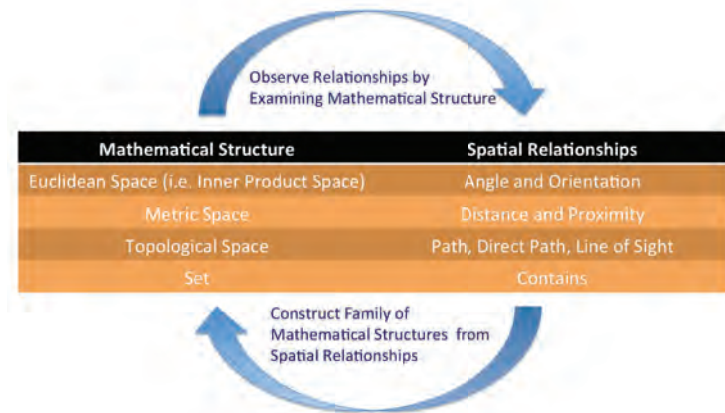 Observe Relationships by
Examining Mathematical Structure
Mathematical Structure Spatial Relationships
Euclidean Space (i.e. Inner Product Space) Angle and Orientation
Metric Space Distance and Proximity
Topological Space Path, Direct Path, Line of Sight
Set Contains
Construct Family of
Mathematical Structures from
Spatial Relationships